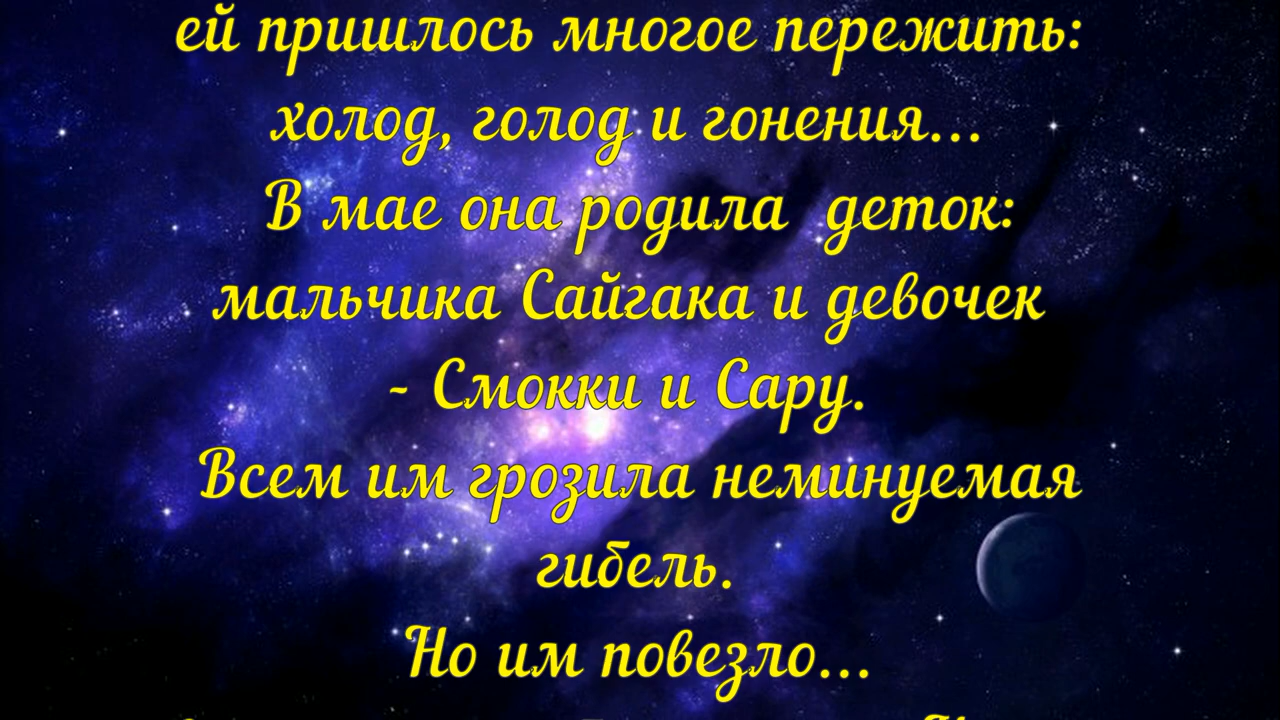 ей пришлось многое пережить:
холод, голод и гонения...
В мае она родила деток:
мальчика Сайгака и девочек
- Смокки и Сару.
Всем им грозила неминуемая
гибель.
Но им повезло...